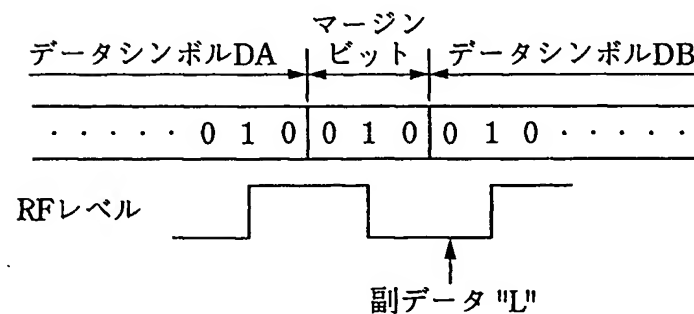 マージン
データシンボルDA ビット データシンボルDB
・・・・・0 1 0 0 1 0 0 1 0・・・・・
RFレベル
副データ "L"